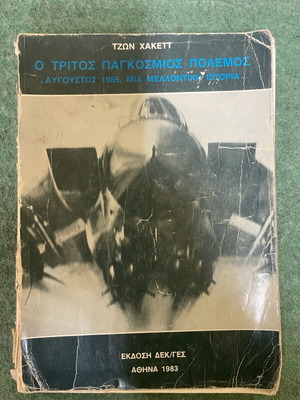 ΤΖΩΝ ΧΑΚΕΤΤ
Ο ΤΡΙΤΟΣ ΠΑΓΚΟΣΜΙΟΣ ΠΟΛΕΜΟΣ
ΑΥΓΟΥΣΤΟΣ 1985: ΜΙΑ ΜΕΛΛΟΝΤΙΚΗ ΙΣΤΟΡΙΑ
ΕΚΔΟΣΗ ΔΕΚ/ΓΕΣ
ΑΘΗΝΑ 1983